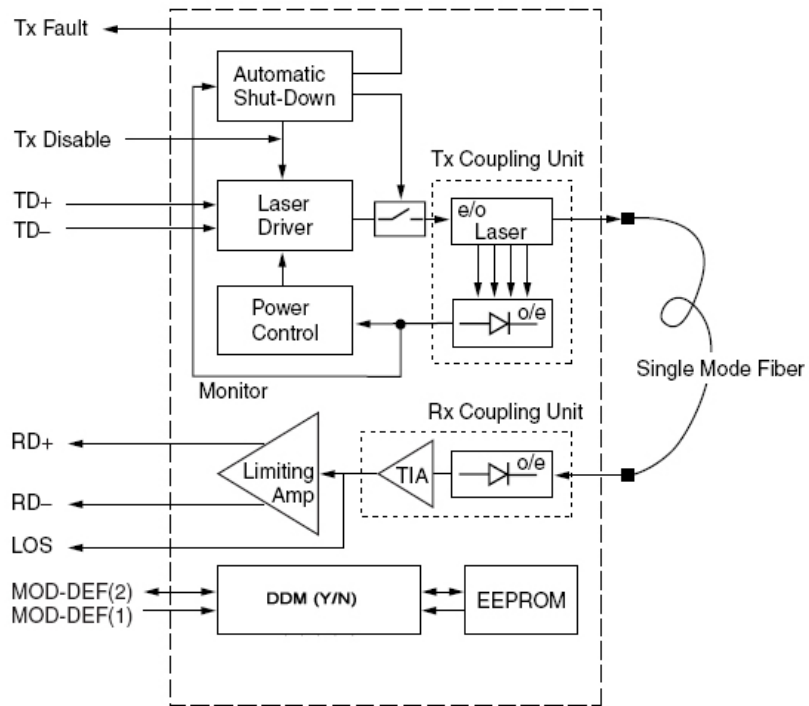 Tx Fault
Automatic
Shut-Down
Tx Disable
Tx Coupling Unit
TD+
TD–
Laser
Driver
e/o
Laser
Power
Control
o/e
Monitor
Single Mode Fiber
Rx Coupling Unit
RD+
RD–
Limiting
Amp
TIA
o/e
LOS
MOD-DEF(2)
MOD-DEF(1)
DDM (Y/N)
EEPROM